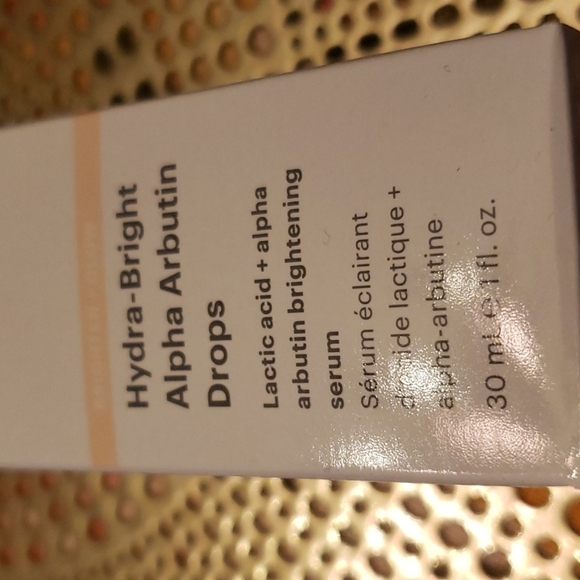 Hydra-Bright
Alpha Arbutin
Drops
Lactic acid + alpha
arbutin brightening
serum
Sérum éclairant
d'acide lactique +
alpha-arbutine
30 mL e 1 fl. oz.